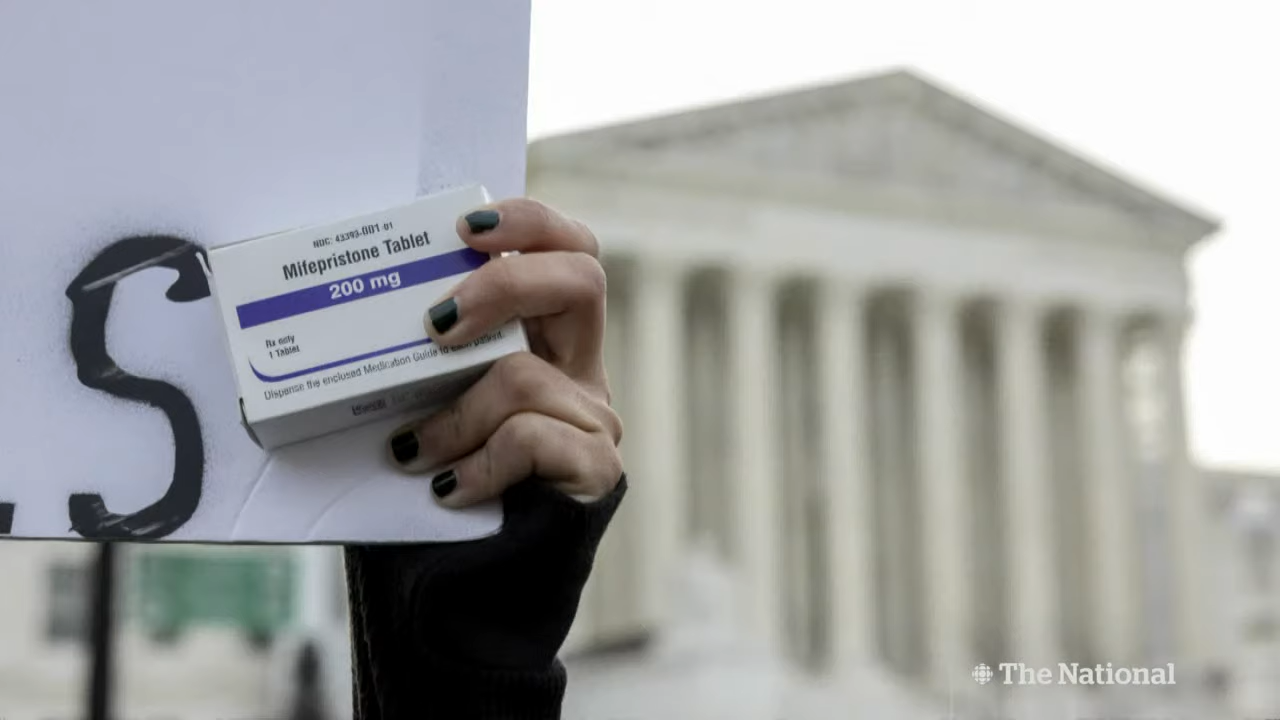 S
NDC: 43393-001-01
Mifepristone Tablet
200 mg
Rx only
1 Tablet
Dispense the enclosed Medication Guide to each patient.
The National